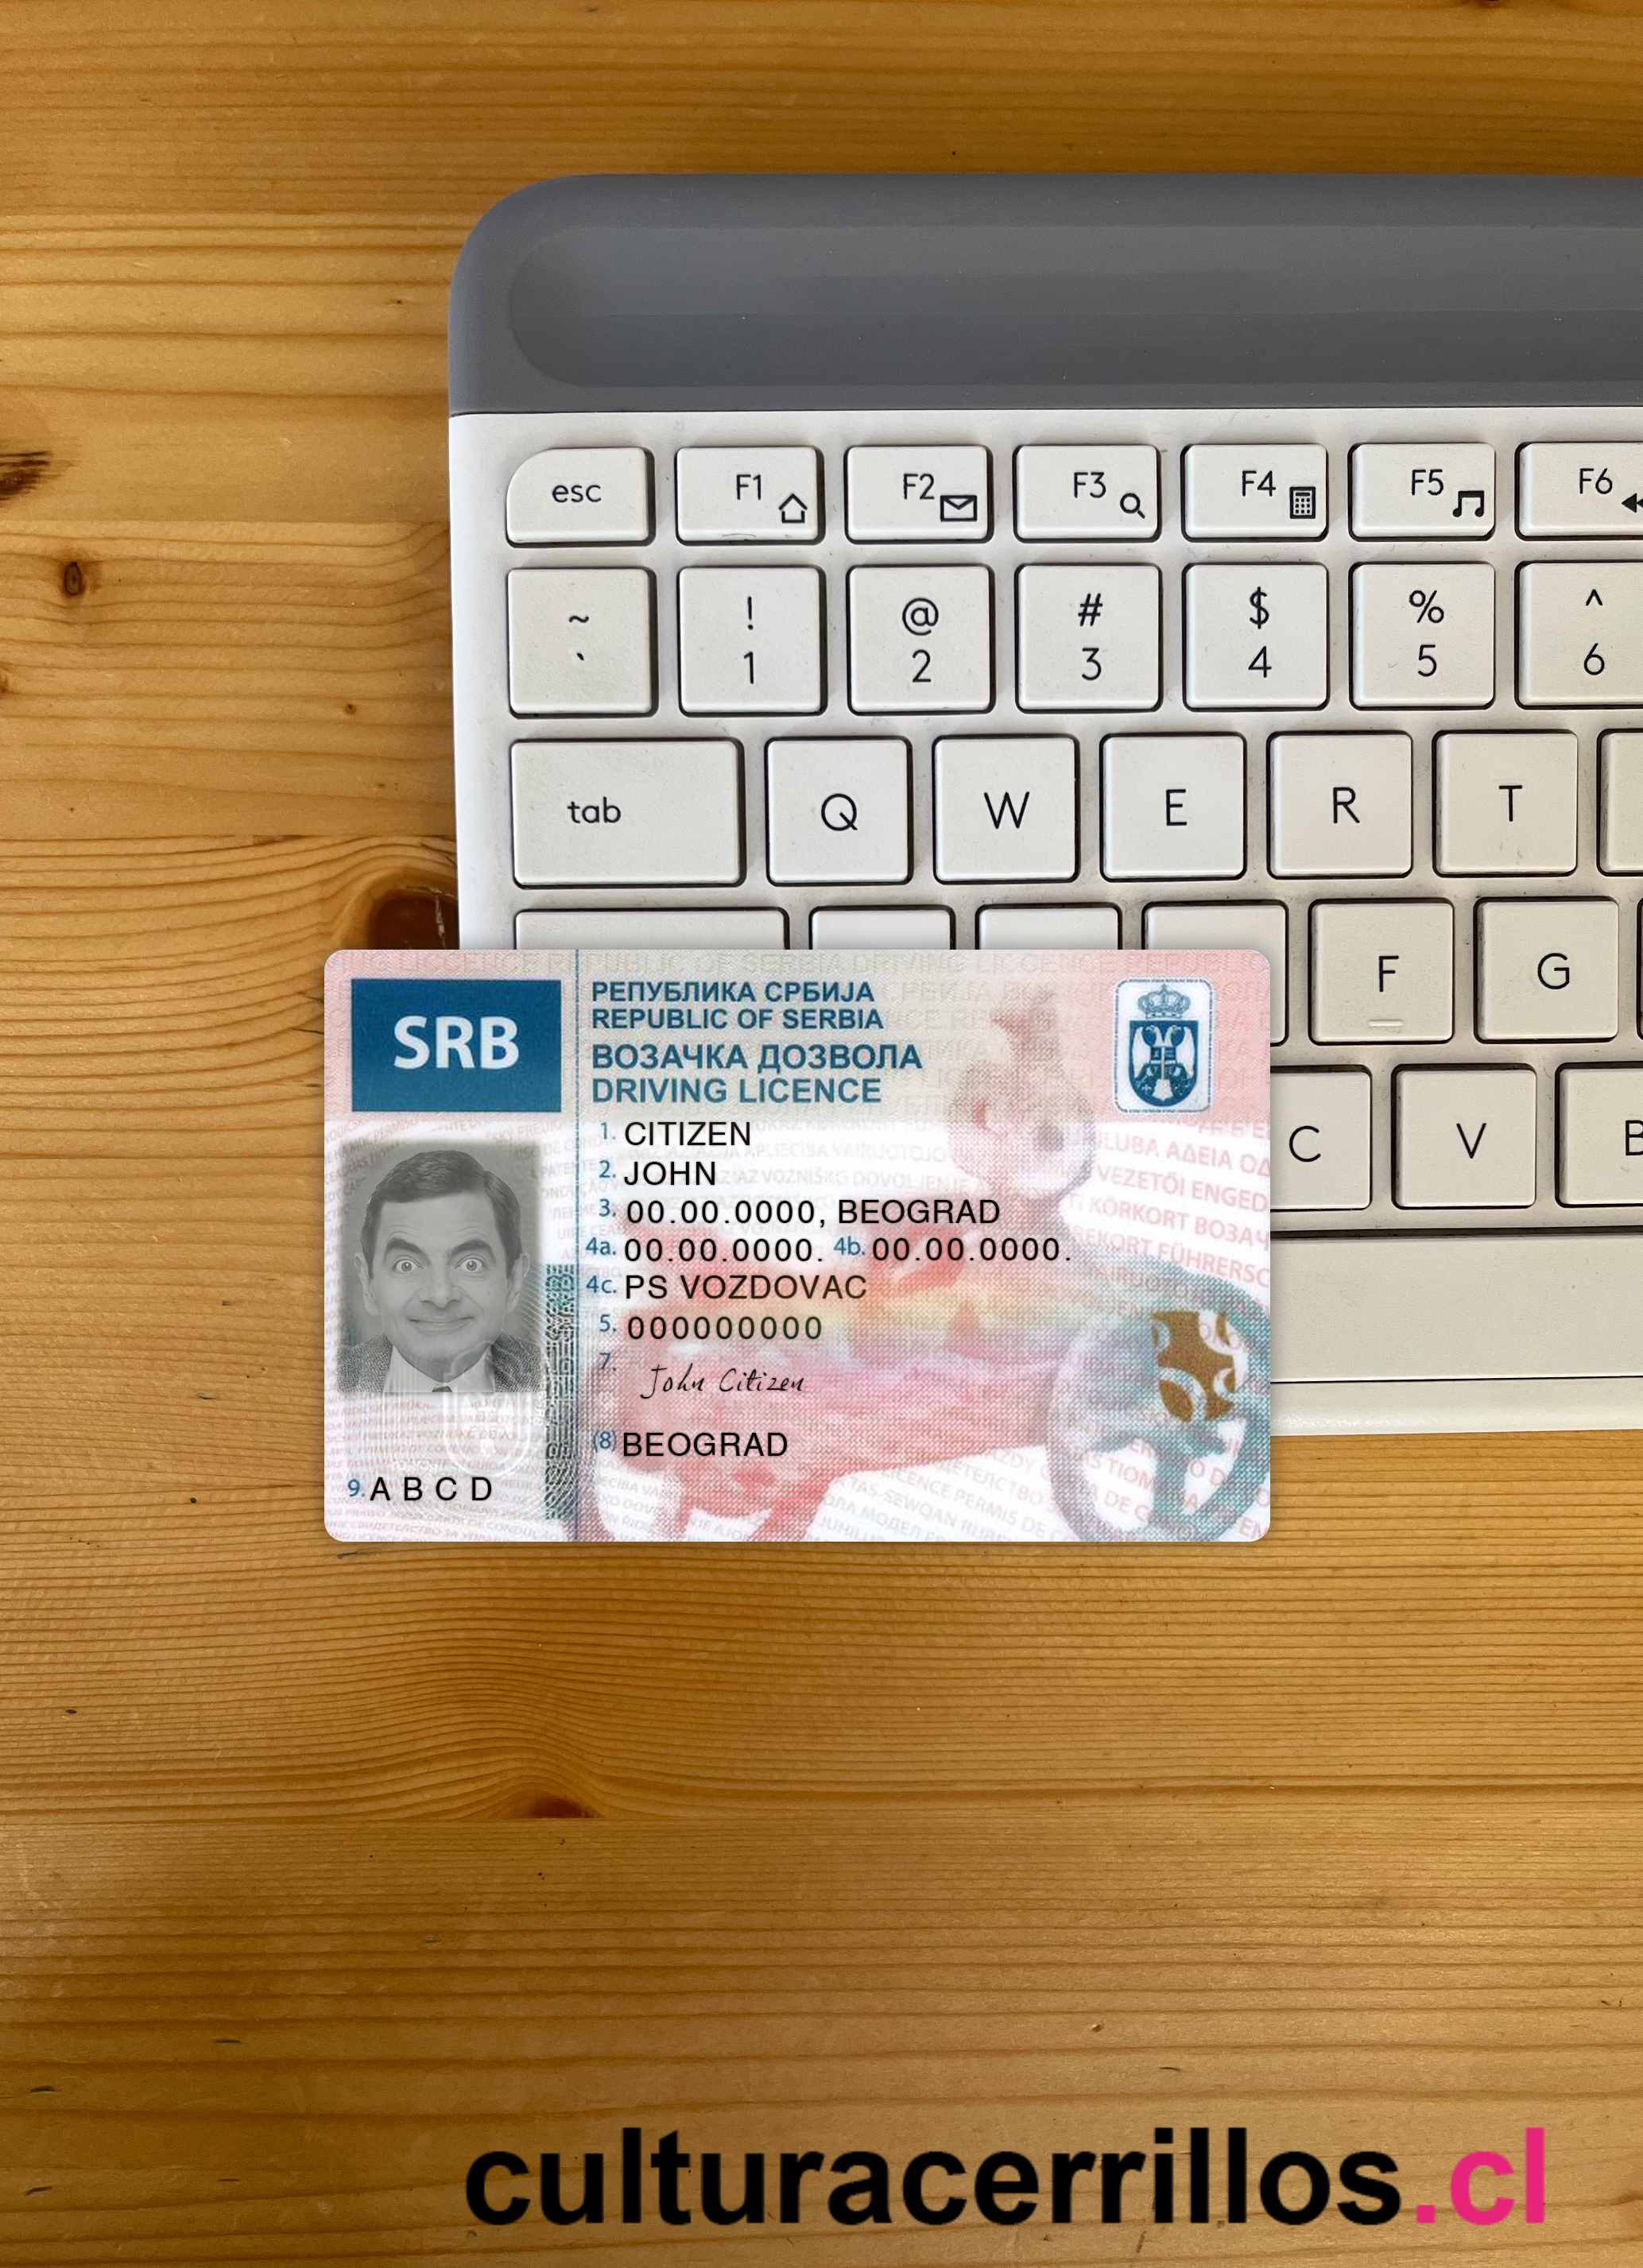 esc F1 F2 F3 F4 F5 F6
~ ! @ # $ % ^
` 1 2 3 4 5 6
tab Q W E R T
F G
C V B
SRB
РЕПУБЛИКА СРБИЈА
REPUBLIC OF SERBIA
ВОЗАЧКА ДОЗВОЛА
DRIVING LICENCE
1. CITIZEN
2. JOHN
3. 00.00.0000, BEOGRAD
4a. 00.00.0000. 4b. 00.00.0000.
4c. PS VOZDOVAC
5. 000000000
7. John Citizen
(8) BEOGRAD
9. A B C D
culturacerrillos.cl